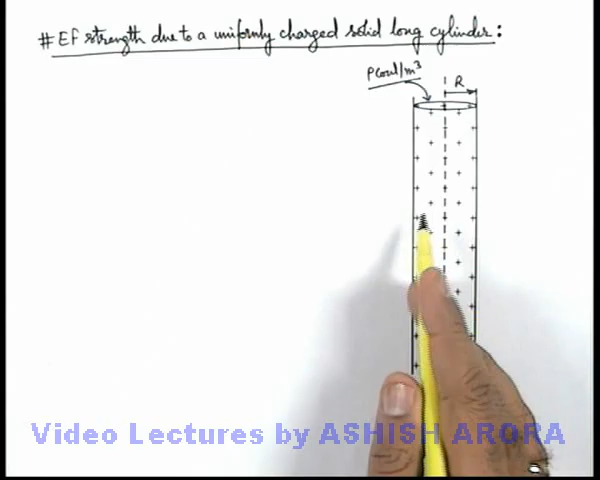 # EF strength due to a uniformly charged solid long cylinder:
ρ coul/m³
R
Video Lectures by ASHISH ARORA